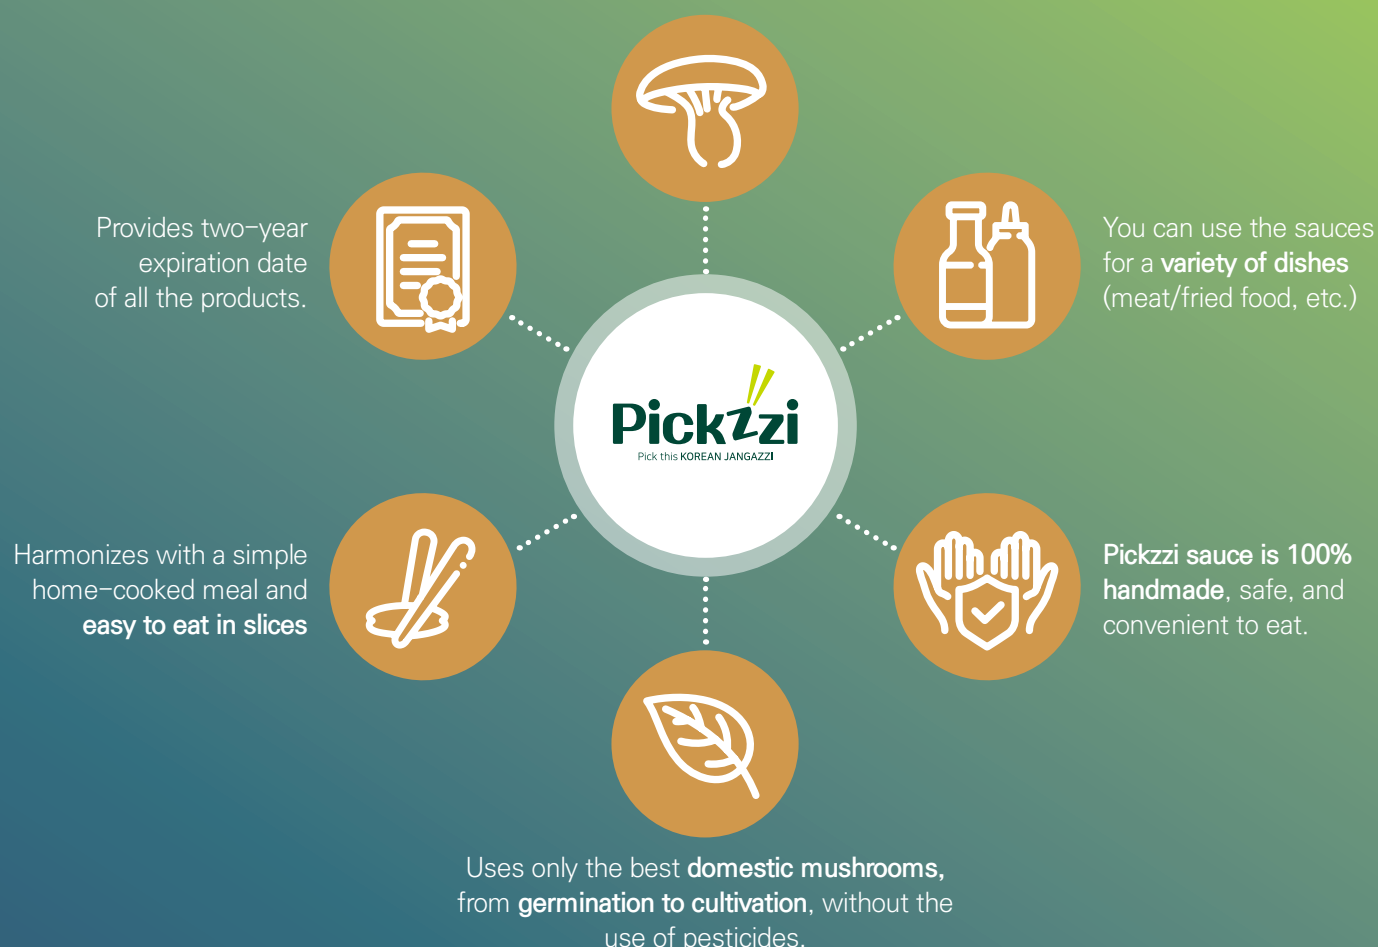 Provides two-year
expiration date
of all the products.
You can use the sauces
for a variety of dishes
(meat/fried food, etc.)
Pickzzi
Pick this KOREAN JANGAZZI
Harmonizes with a simple
home-cooked meal and
easy to eat in slices
Pickzzi sauce is 100%
handmade, safe, and
convenient to eat.
Uses only the best domestic mushrooms,
from germination to cultivation, without the
use of pesticides.